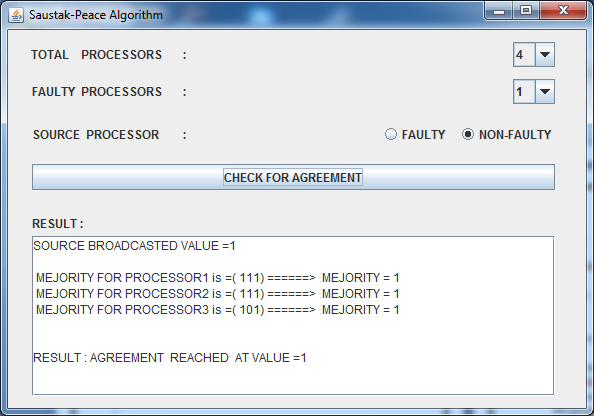 Saustak-Peace Algorithm
TOTAL PROCESSORS : 4
FAULTY PROCESSORS : 1
SOURCE PROCESSOR : FAULTY NON-FAULTY
CHECK FOR AGREEMENT
RESULT :
SOURCE BROADCASTED VALUE =1
MEJORITY FOR PROCESSOR1 is =( 111) ======> MEJORITY = 1
MEJORITY FOR PROCESSOR2 is =( 111) ======> MEJORITY = 1
MEJORITY FOR PROCESSOR3 is =( 101) ======> MEJORITY = 1
RESULT : AGREEMENT REACHED AT VALUE =1